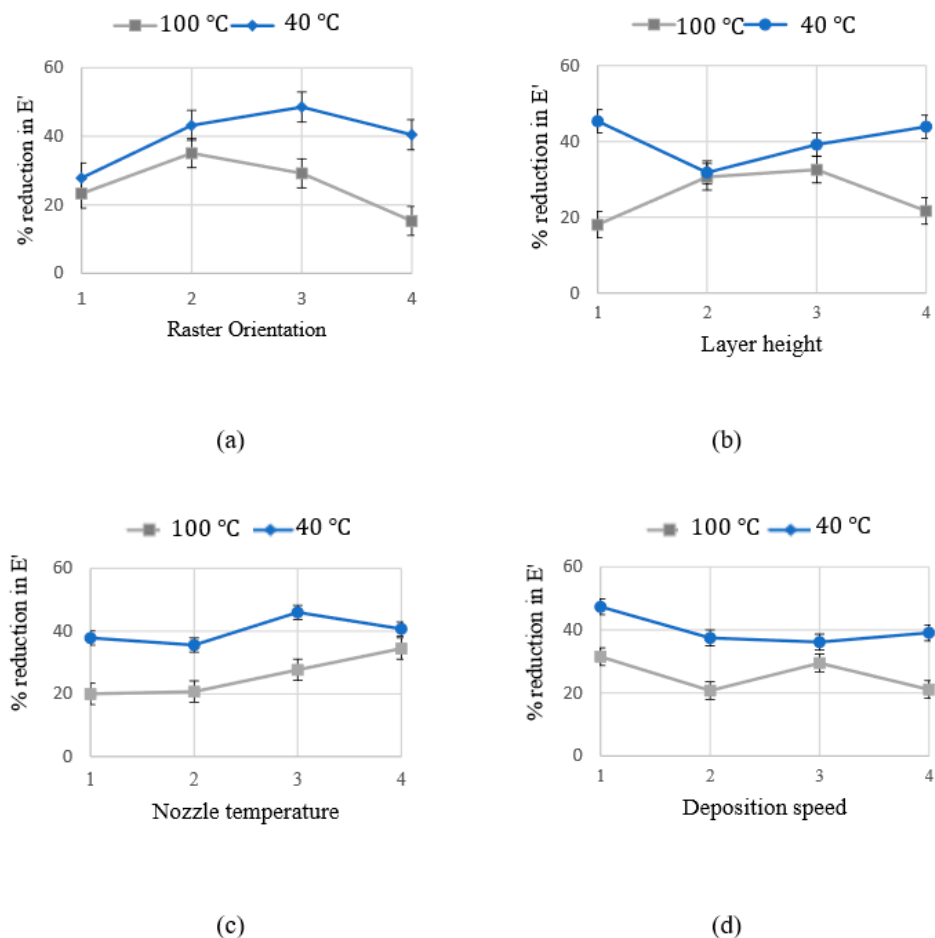 100 °C 40 °C
60
40
20
0
% reduction in E'
1 2 3 4
Raster Orientation
(a)
100 °C 40 °C
60
40
20
0
% reduction in E'
1 2 3 4
Layer height
(b)
100 °C 40 °C
60
40
20
0
% reduction in E'
1 2 3 4
Nozzle temperature
(c)
100 °C 40 °C
60
40
20
0
% reduction in E'
1 2 3 4
Deposition speed
(d)